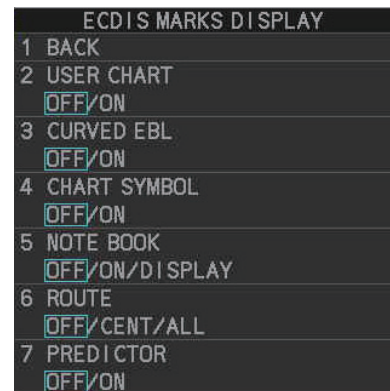 ECDIS MARKS DISPLAY
1 BACK
2 USER CHART
OFF/ON
3 CURVED EBL
OFF/ON
4 CHART SYMBOL
OFF/ON
5 NOTE BOOK
OFF/ON/DISPLAY
6 ROUTE
OFF/CENT/ALL
7 PREDICTOR
OFF/ON